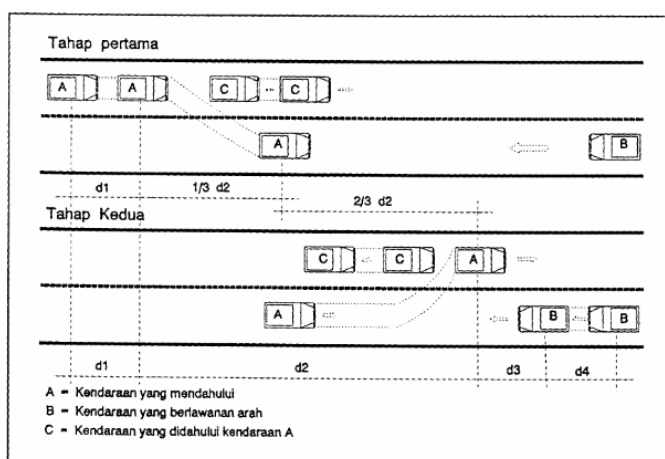 Tahap pertama
A A C C
A B
d1 1/3 d2 2/3 d2
Tahap Kedua
C C A
A B B
d1 d2 d3 d4
A = Kendaraan yang mendahului
B = Kendaraan yang berlawanan arah
C = Kendaraan yang didahului kendaraan A